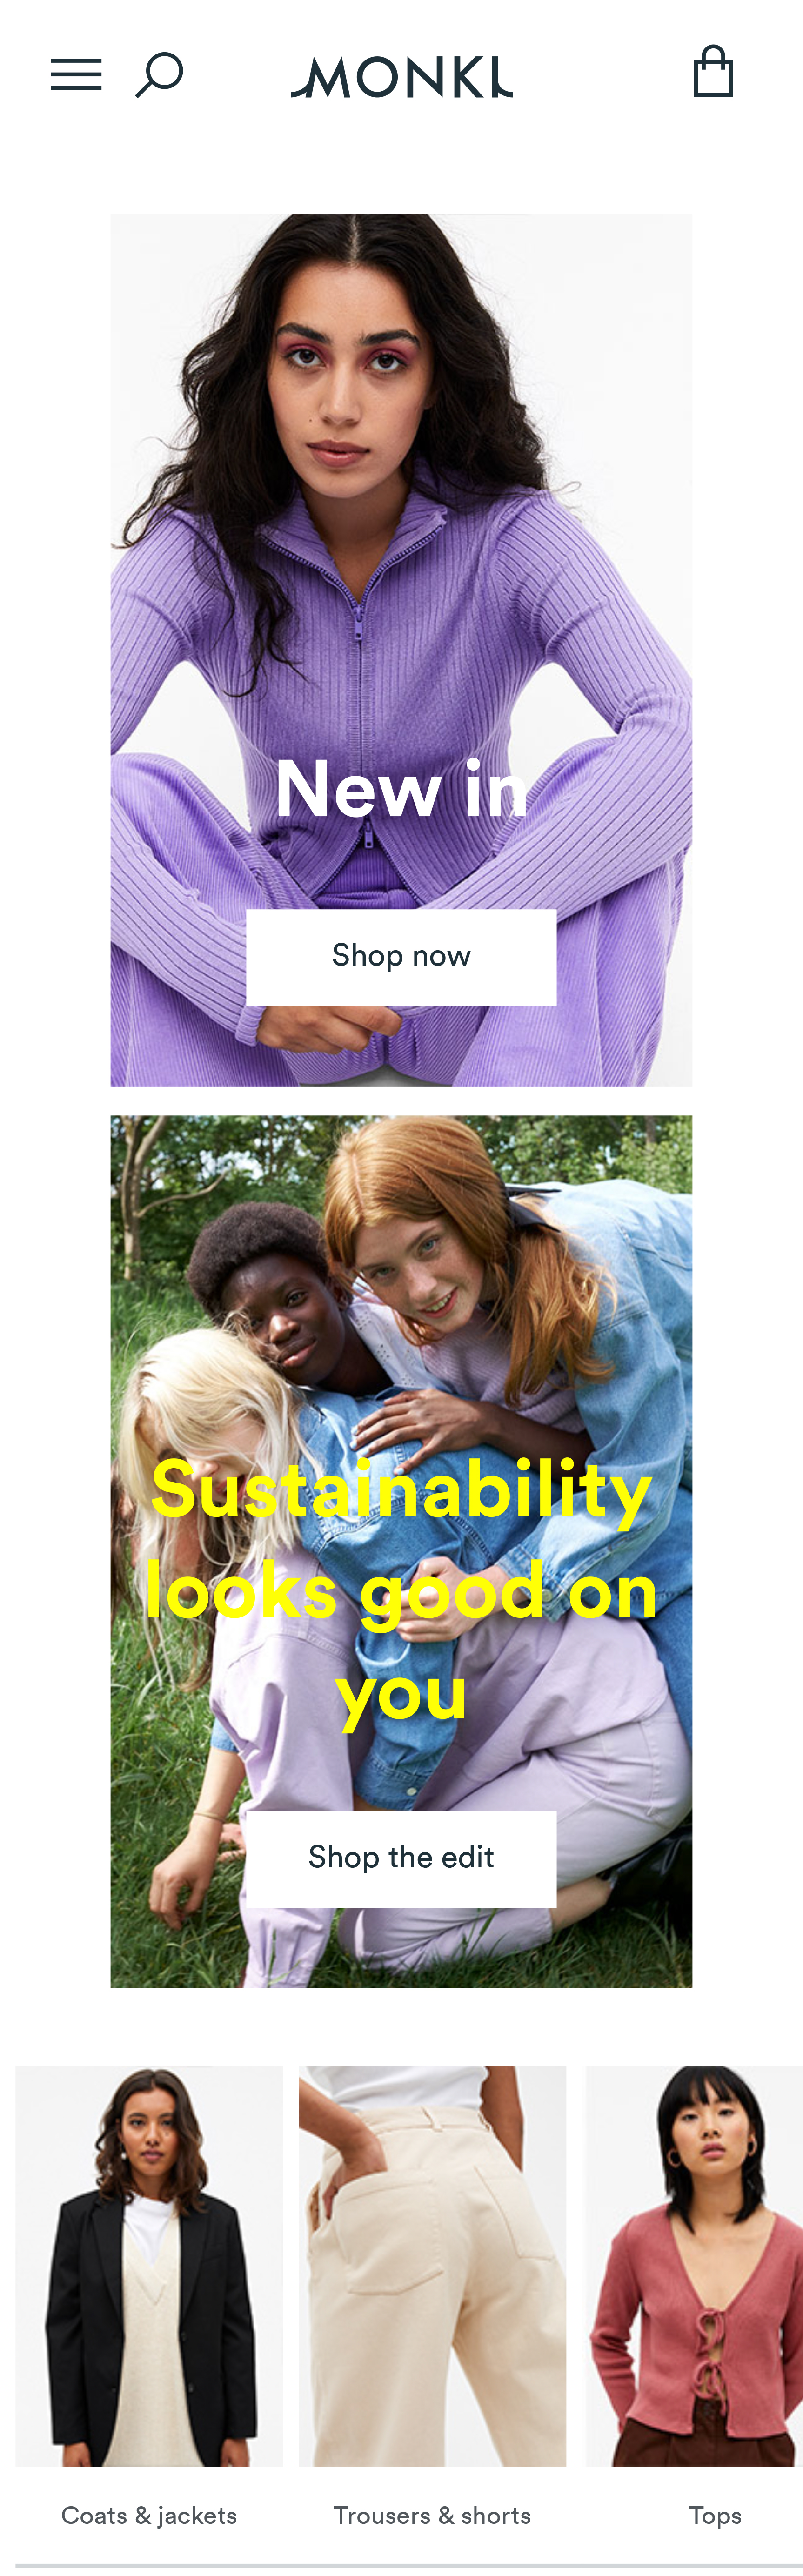 MONKI
New in
Shop now
Sustainability
looks good on
you
Shop the edit
Coats & jackets
Trousers & shorts
Tops